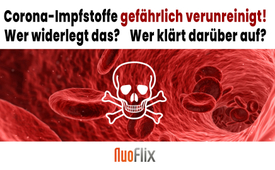 Corona-Impfstoffe gefährlich verunreinigt!
Wer widerlegt das? Wer klärt darüber auf?
NuoFlix